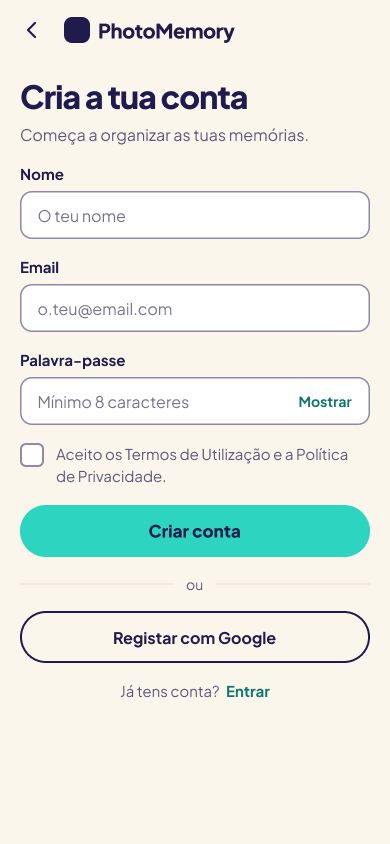 PhotoMemory
Cria a tua conta
Começa a organizar as tuas memórias.
Nome
O teu nome
Email
o.teu@email.com
Palavra-passe
Mínimo 8 caracteres
Mostrar
Aceito os Termos de Utilização e a Política
de Privacidade.
Criar conta
ou
Registar com Google
Já tens conta? Entrar